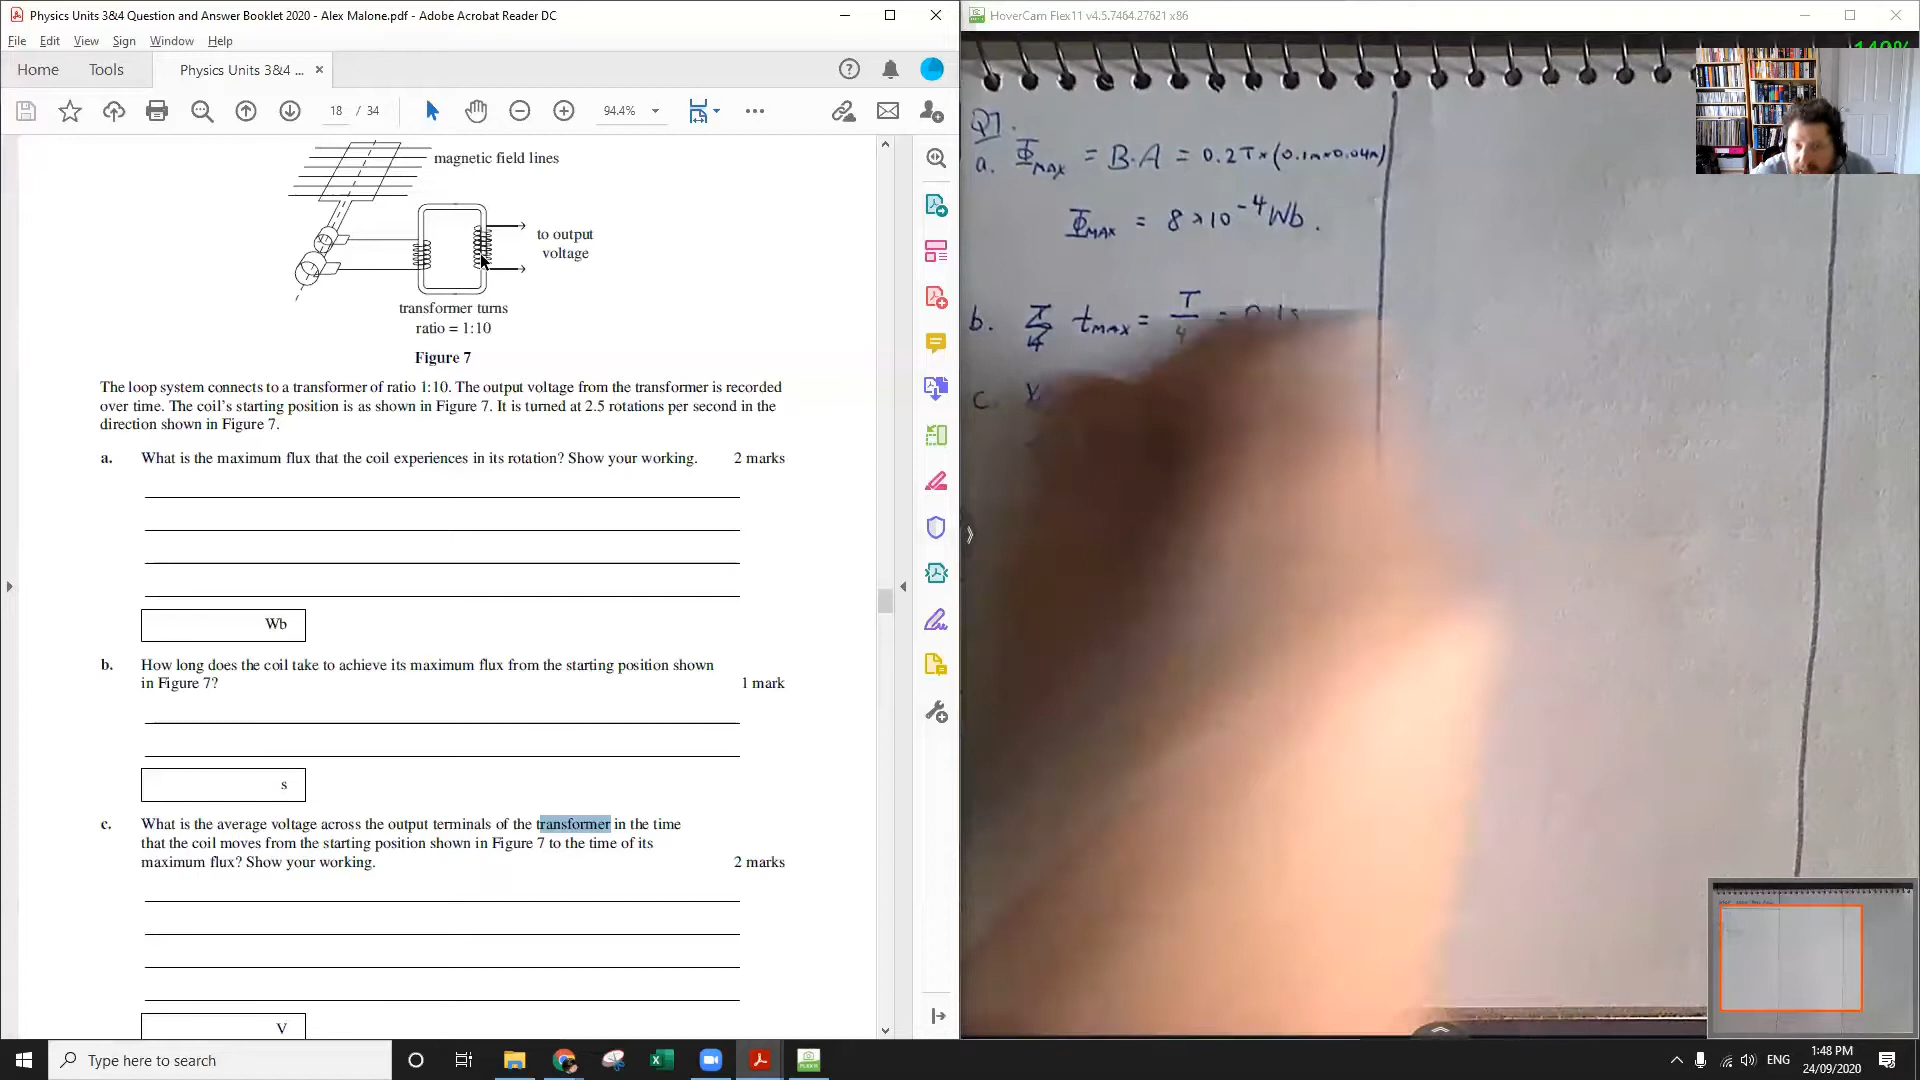 Physics Units 3&4 Question and Answer Booklet 2020 - Alex Malone.pdf - Adobe Acrobat Reader DC
File Edit View Sign Window Help
Home Tools Physics Units 3&4 ... ×
18 / 34 94.4%
magnetic field lines
to output
voltage
transformer turns
ratio = 1:10
Figure 7
The loop system connects to a transformer of ratio 1:10. The output voltage from the transformer is recorded
over time. The coil's starting position is as shown in Figure 7. It is turned at 2.5 rotations per second in the
direction shown in Figure 7.
a. What is the maximum flux that the coil experiences in its rotation? Show your working. 2 marks
Wb
b. How long does the coil take to achieve its maximum flux from the starting position shown
in Figure 7? 1 mark
s
c. What is the average voltage across the output terminals of the transformer in the time
that the coil moves from the starting position shown in Figure 7 to the time of its
maximum flux? Show your working. 2 marks
V
HoverCam Flex11 v4.5.7464.27621 x86
Q7.
a. ΦMAX = B.A = 0.2T×(0.1m×0.04m)
ΦMAX = 8×10⁻⁴Wb.
b. tMAX = T/4 = 0.1s
c.
Type here to search
ENG
1:48 PM
24/09/2020